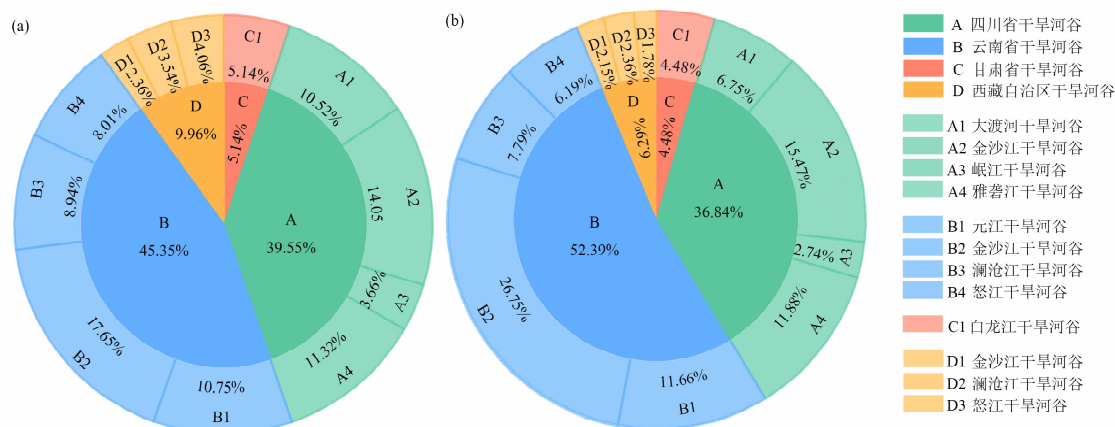 (a)
D1
2.36%
D2
3.54%
D3
4.06%
C1
5.14%
A1
10.52%
A2
14.05
A3
3.66%
A4
11.32%
B1
10.75%
B2
17.65%
B3
8.94%
B4
8.01%
D
9.96%
C
5.14%
B
45.35%
A
39.55%
(b)
D1
2.15%
D2
2.36%
D3
1.78%
C1
4.48%
A1
6.75%
A2
15.47%
A3
2.74%
A4
11.88%
B1
11.66%
B2
26.75%
B3
7.79%
B4
6.19%
D
6.29%
C
4.48%
B
52.39%
A
36.84%
A 四川省干旱河谷
B 云南省干旱河谷
C 甘肃省干旱河谷
D 西藏自治区干旱河谷
A1 大渡河干旱河谷
A2 金沙江干旱河谷
A3 岷江干旱河谷
A4 雅砻江干旱河谷
B1 元江干旱河谷
B2 金沙江干旱河谷
B3 澜沧江干旱河谷
B4 怒江干旱河谷
C1 白龙江干旱河谷
D1 金沙江干旱河谷
D2 澜沧江干旱河谷
D3 怒江干旱河谷